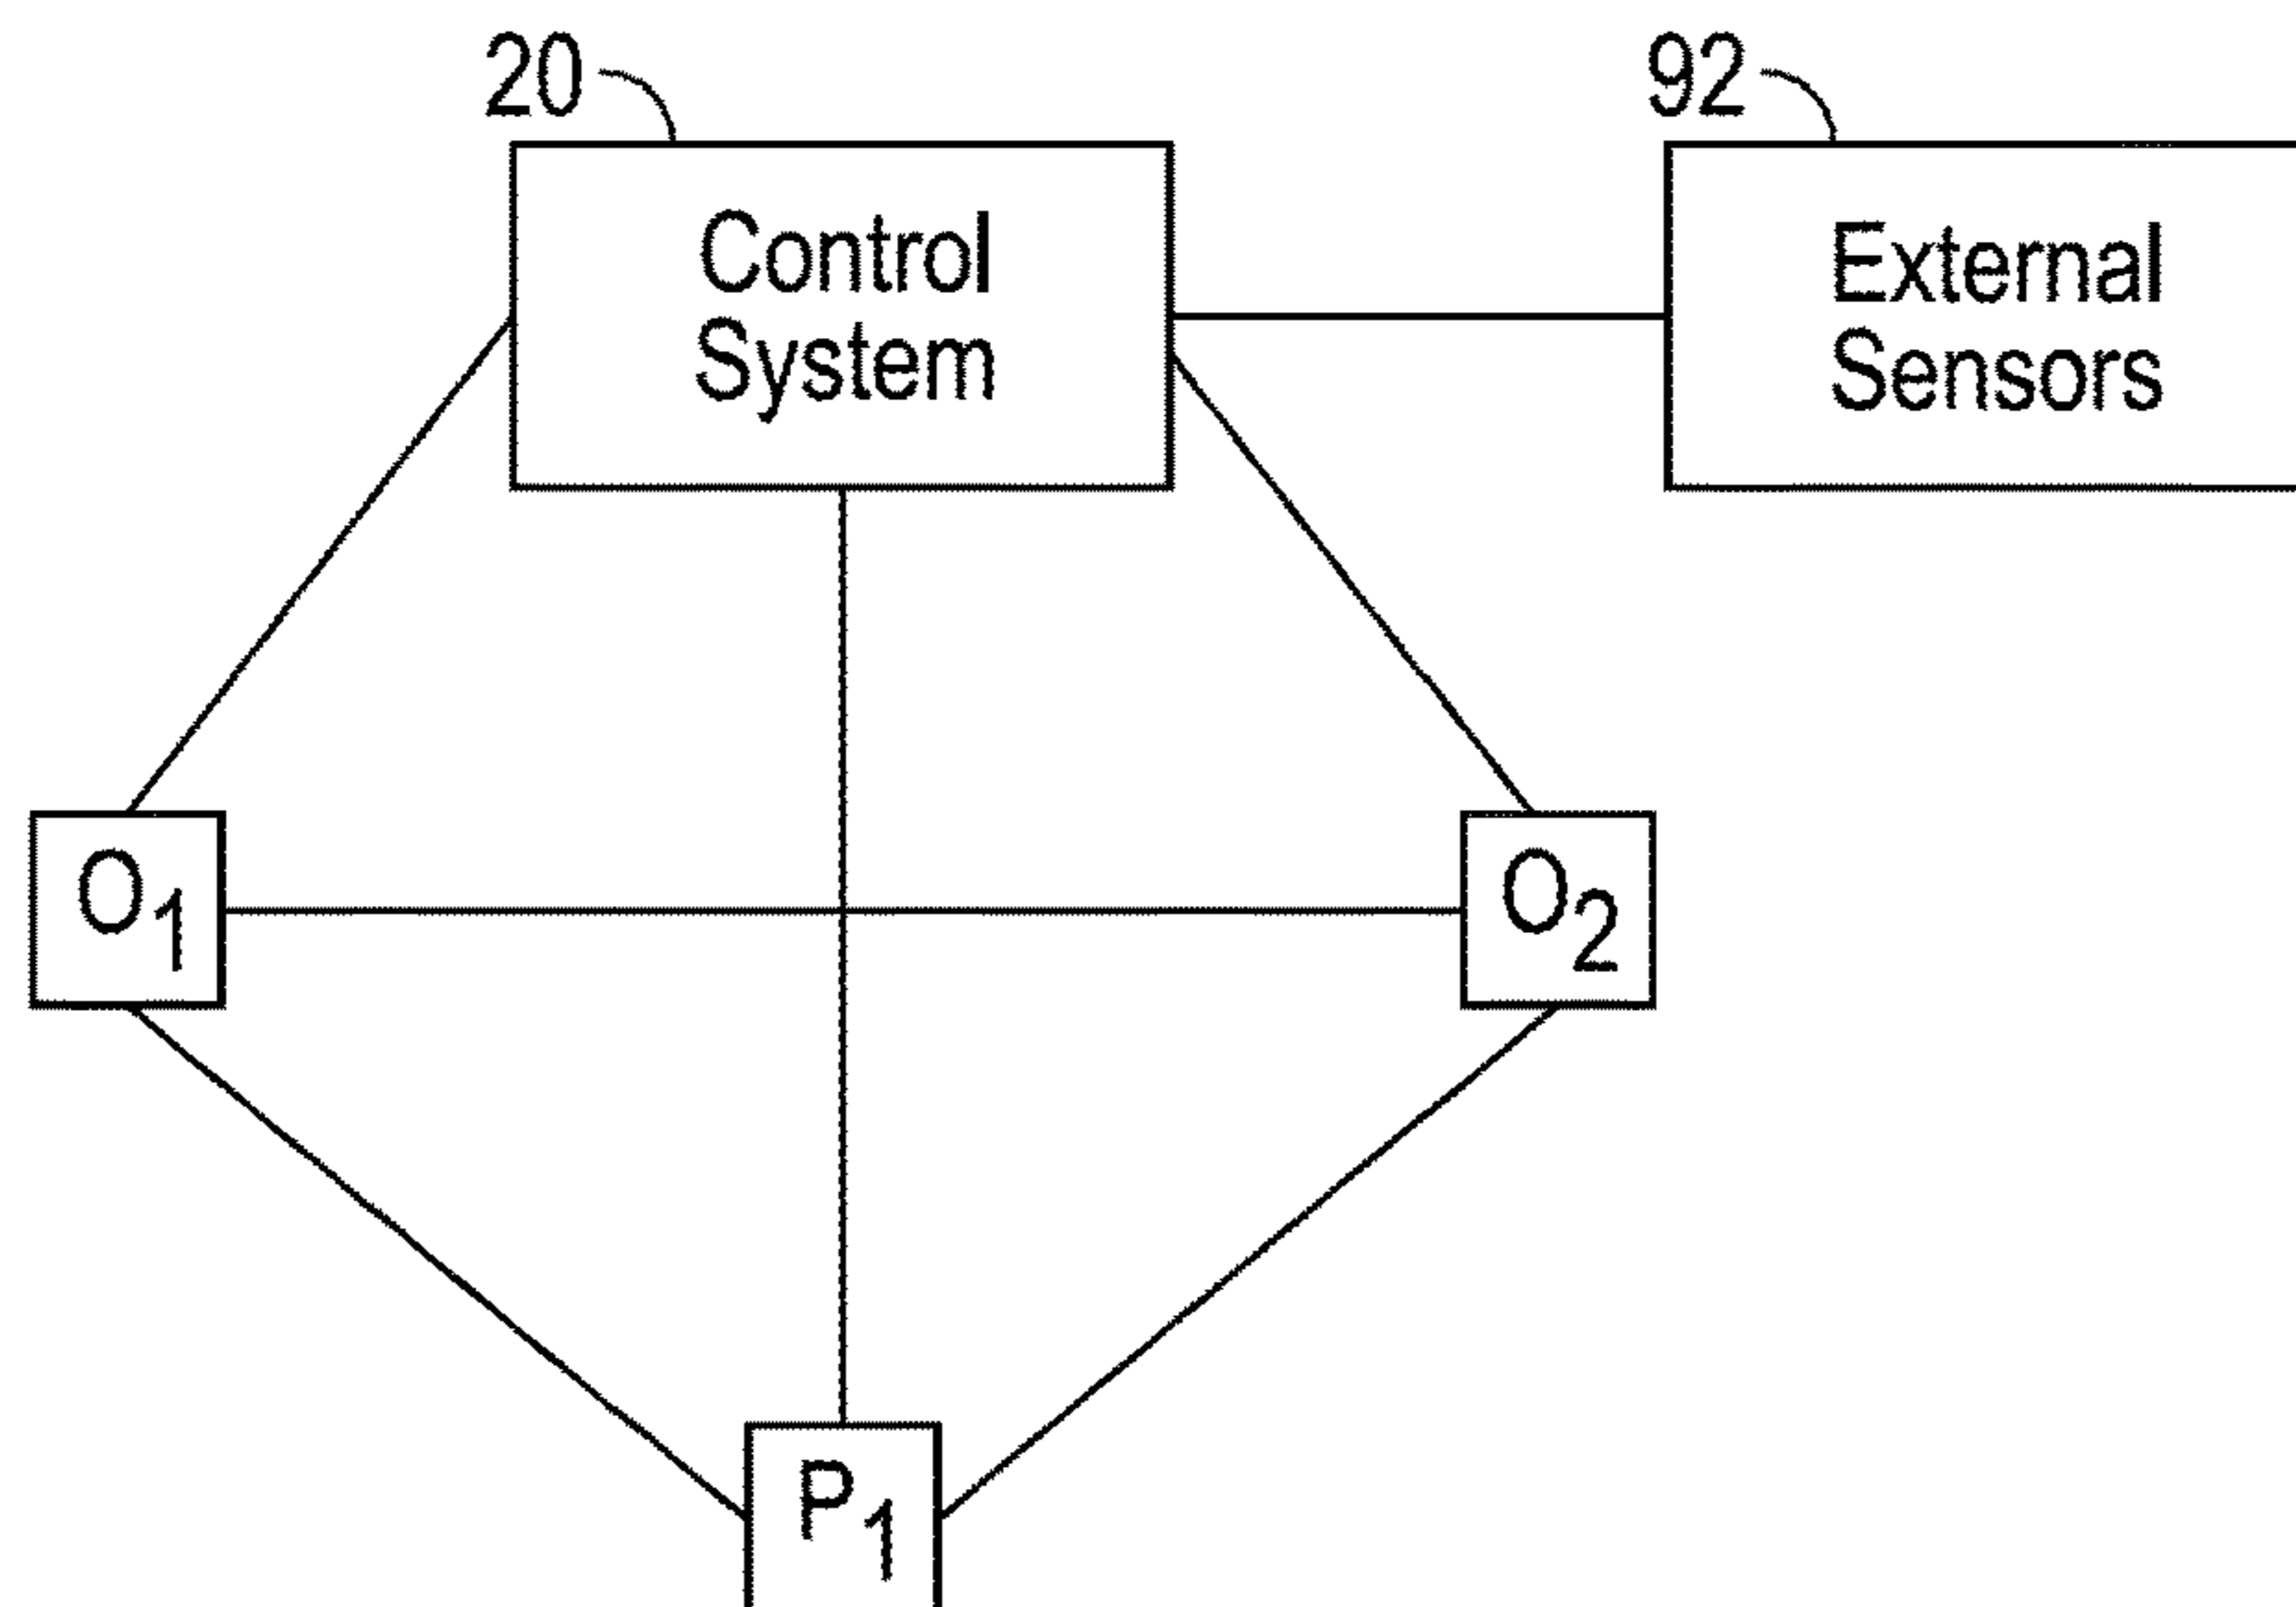 20
92
Control
System
External
Sensors
O1
O2
P1